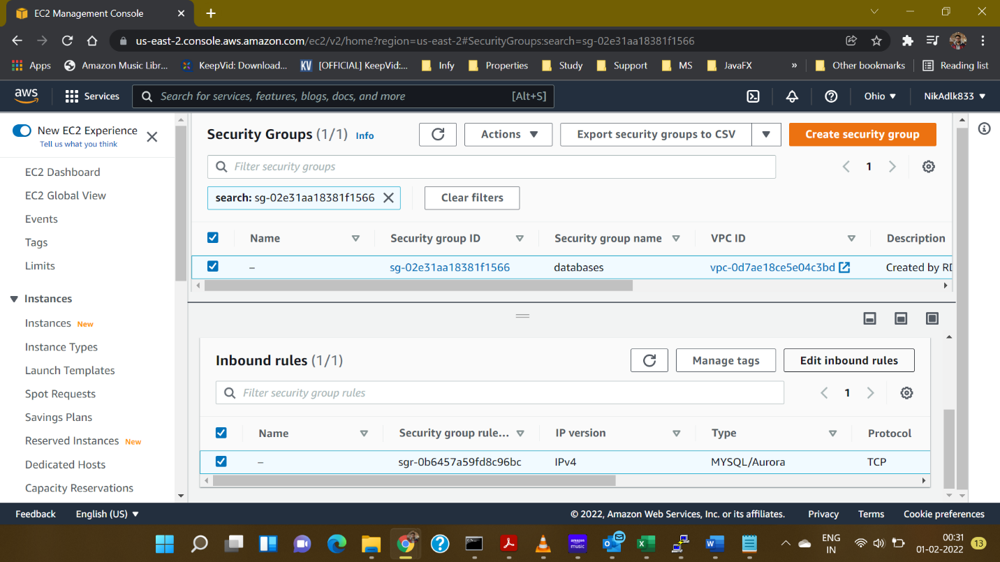 EC2 Management Console
us-east-2.console.aws.amazon.com/ec2/v2/home?region=us-east-2#SecurityGroups:search=sg-02e31aa18381f1566
Apps Amazon Music Libr... KeepVid: Download... KV [OFFICIAL] KeepVid:... Infy Properties Study Support MS JavaFX » Other bookmarks Reading list
aws Services Search for services, features, blogs, docs, and more [Alt+S] Ohio NikAdlk833
New EC2 Experience
Tell us what you think
EC2 Dashboard
EC2 Global View
Events
Tags
Limits
Instances
Instances New
Instance Types
Launch Templates
Spot Requests
Savings Plans
Reserved Instances New
Dedicated Hosts
Capacity Reservations
Security Groups (1/1) Info Actions Export security groups to CSV Create security group
Filter security groups 1
search: sg-02e31aa18381f1566 Clear filters
Name Security group ID Security group name VPC ID Description
– sg-02e31aa18381f1566 databases vpc-0d7ae18ce5e04c3bd Created by RD
Inbound rules (1/1) Manage tags Edit inbound rules
Filter security group rules 1
Name Security group rule... IP version Type Protocol
– sgr-0b6457a59fd8c96bc IPv4 MYSQL/Aurora TCP
Feedback English (US) © 2022, Amazon Web Services, Inc. or its affiliates. Privacy Terms Cookie preferences
amazon music
ENG
IN
00:31
01-02-2022
13